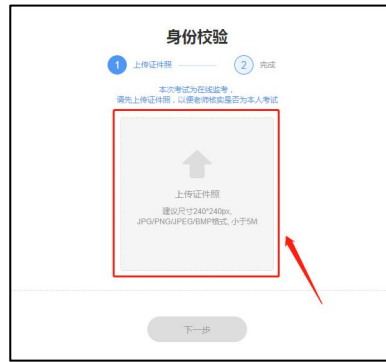 身份校验
1 上传证件照 2 完成
本次考试为在线监考，
请先上传证件照，以便老师核实是否为本人考试
上传证件照
建议尺寸240*240px,
JPG/PNG/JPEG/BMP格式, 小于5M
下一步